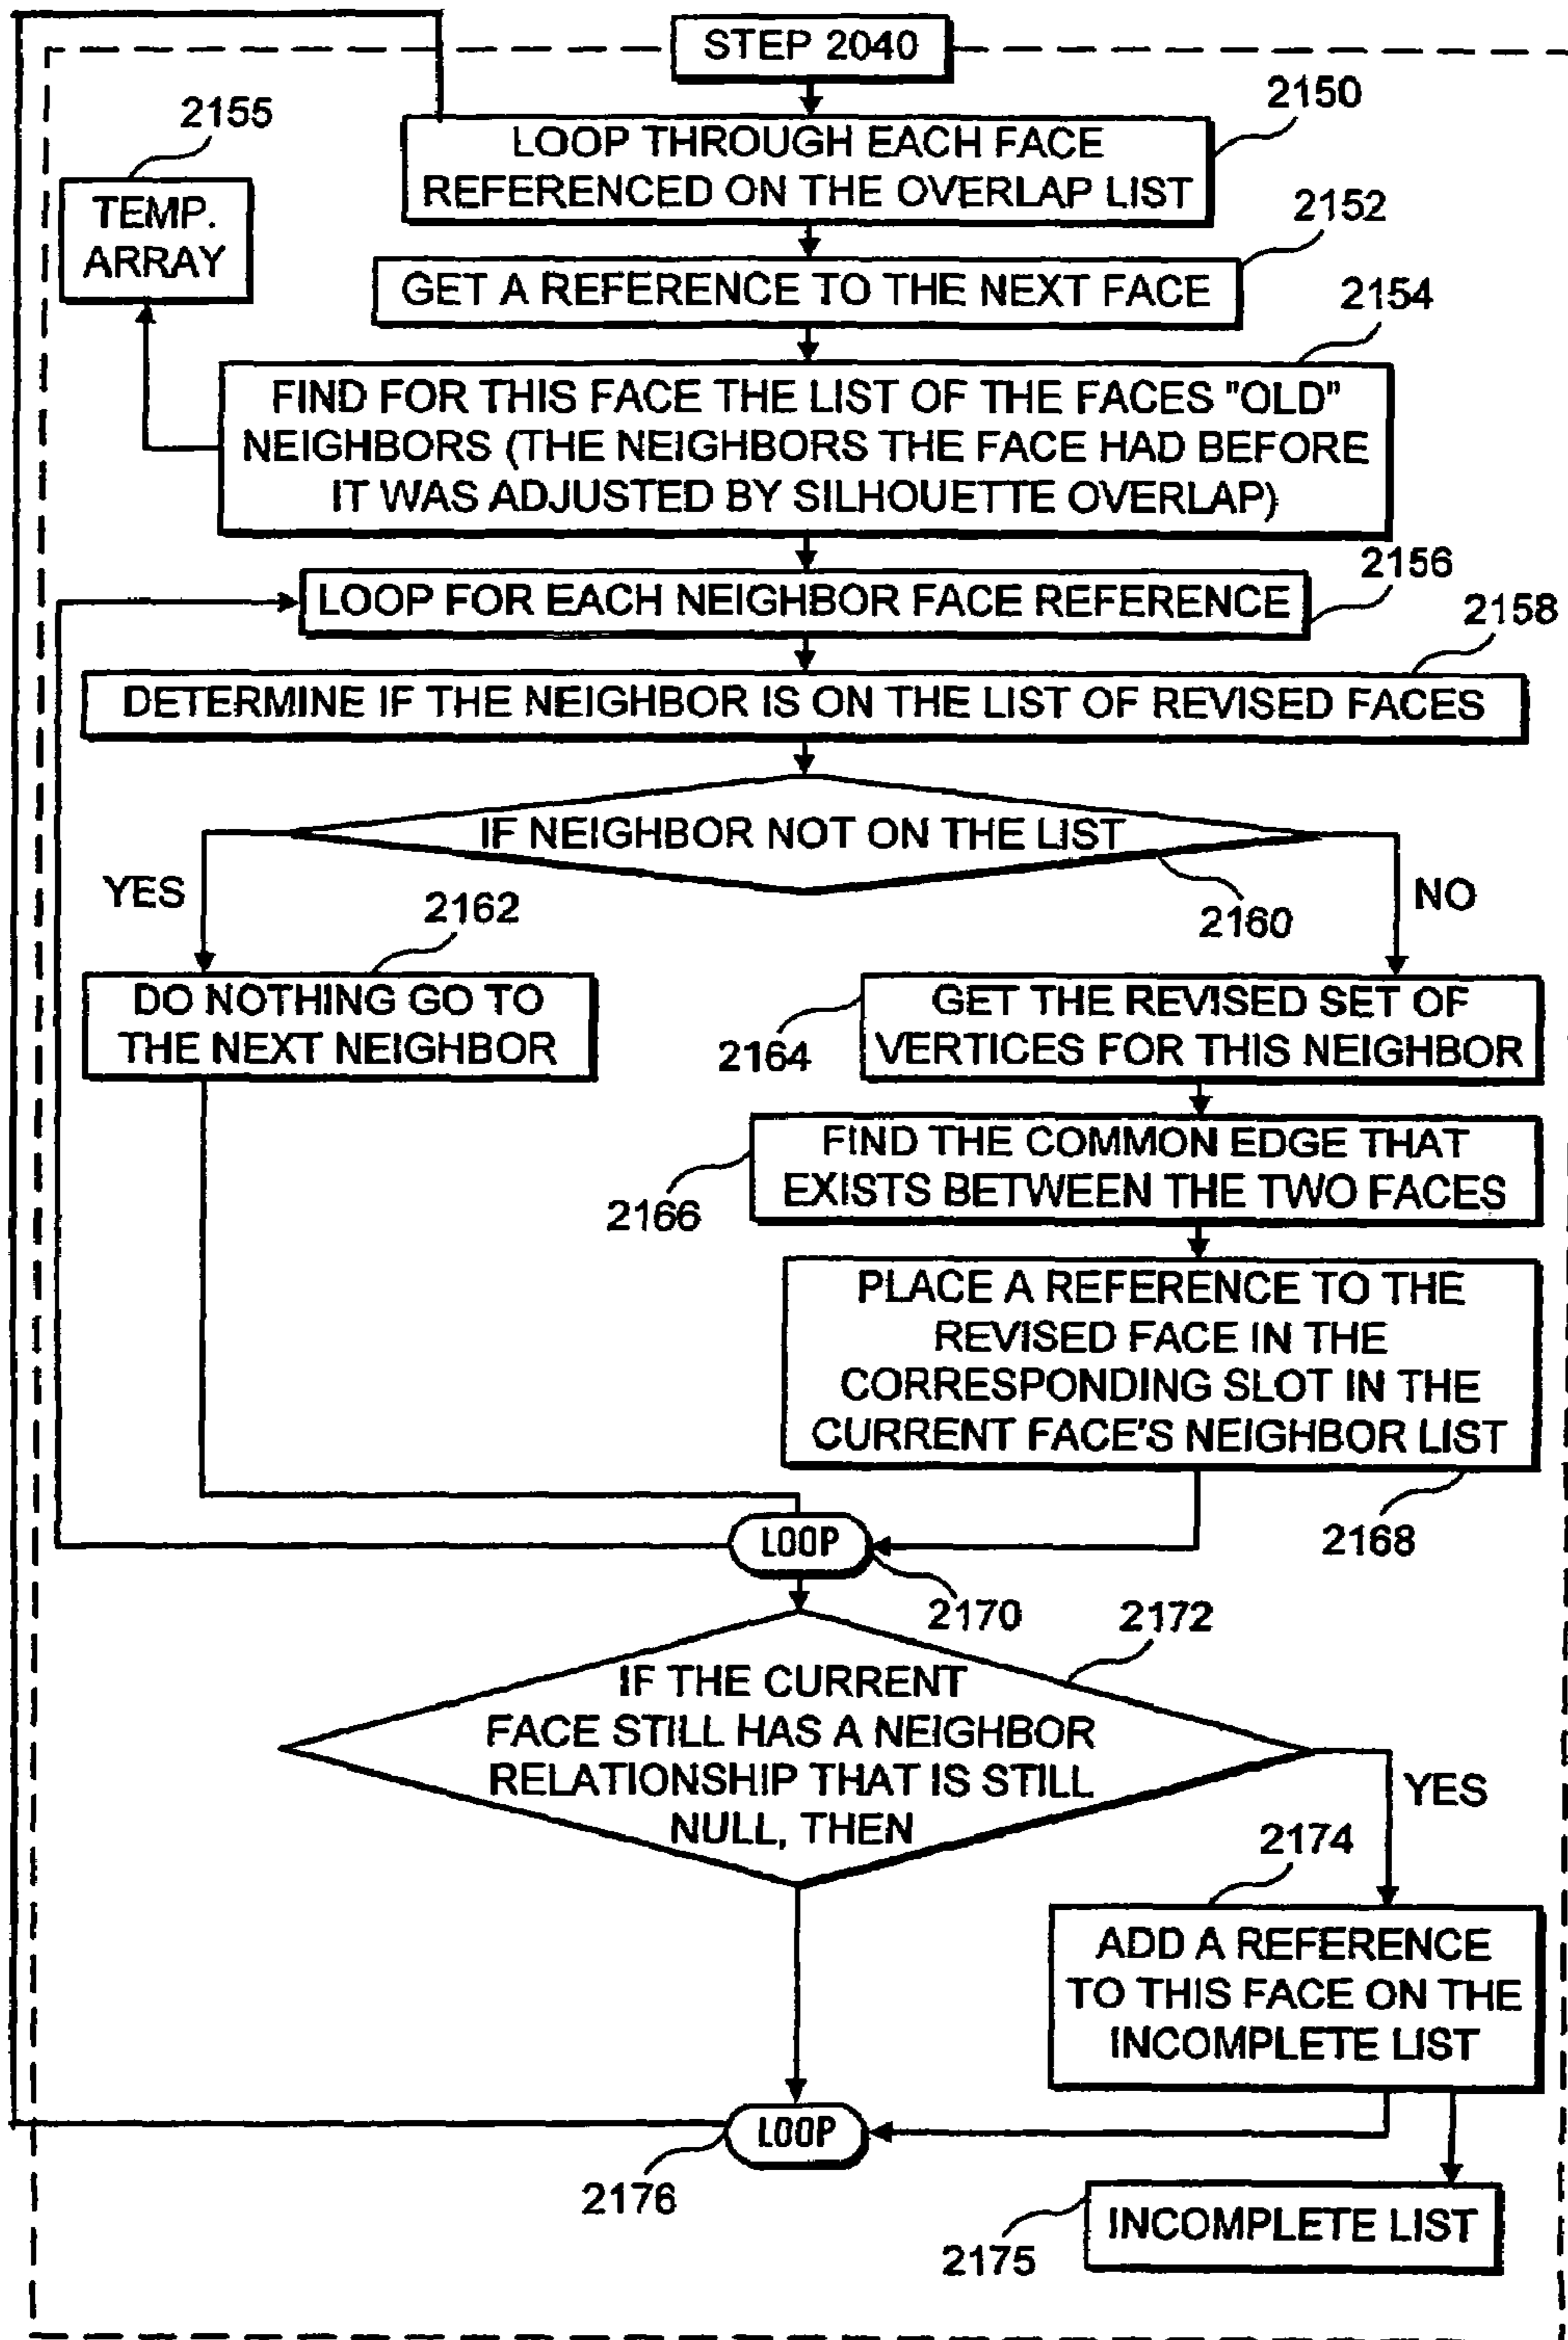 STEP 2040
2150
LOOP THROUGH EACH FACE
REFERENCED ON THE OVERLAP LIST
2155
TEMP.
ARRAY
2152
GET A REFERENCE TO THE NEXT FACE
2154
FIND FOR THIS FACE THE LIST OF THE FACES "OLD"
NEIGHBORS (THE NEIGHBORS THE FACE HAD BEFORE
IT WAS ADJUSTED BY SILHOUETTE OVERLAP)
2156
LOOP FOR EACH NEIGHBOR FACE REFERENCE
2158
DETERMINE IF THE NEIGHBOR IS ON THE LIST OF REVISED FACES
IF NEIGHBOR NOT ON THE LIST
2160
YES
NO
2162
DO NOTHING GO TO
THE NEXT NEIGHBOR
2164
GET THE REVISED SET OF
VERTICES FOR THIS NEIGHBOR
2166
FIND THE COMMON EDGE THAT
EXISTS BETWEEN THE TWO FACES
PLACE A REFERENCE TO THE
REVISED FACE IN THE
CORRESPONDING SLOT IN THE
CURRENT FACE'S NEIGHBOR LIST
2168
LOOP
2170
2172
IF THE CURRENT
FACE STILL HAS A NEIGHBOR
RELATIONSHIP THAT IS STILL
NULL, THEN
YES
2174
ADD A REFERENCE
TO THIS FACE ON THE
INCOMPLETE LIST
LOOP
2176
INCOMPLETE LIST
2175